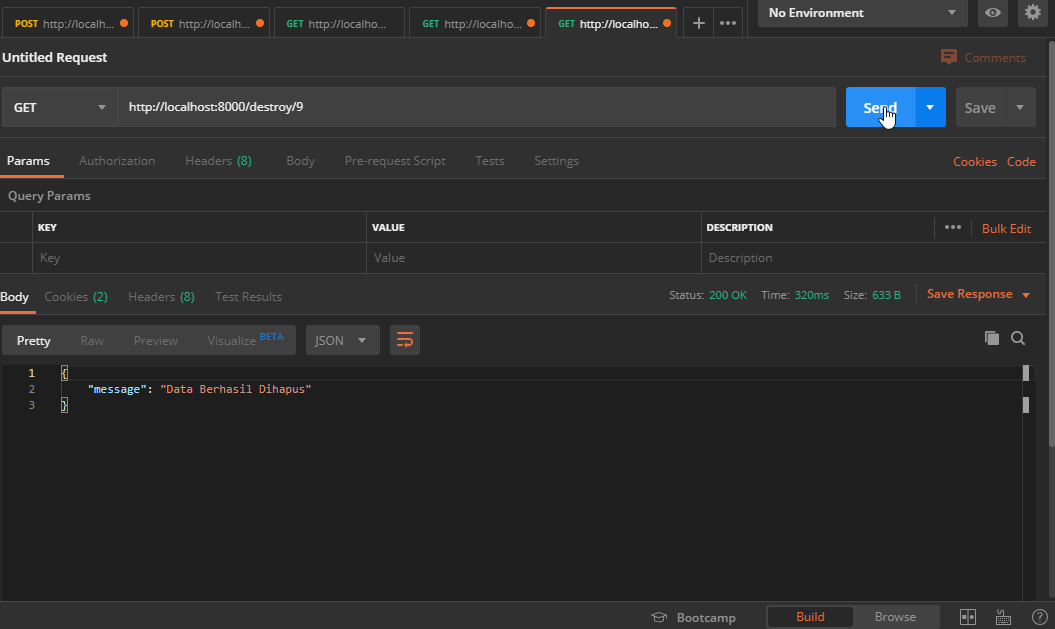 POST http://localh... POST http://localh... GET http://localho... GET http://localho... GET http://localho... No Environment
Untitled Request Comments
GET http://localhost:8000/destroy/9 Send Save
Params Authorization Headers (8) Body Pre-request Script Tests Settings Cookies Code
Query Params
KEY VALUE DESCRIPTION Bulk Edit
Key Value Description
Body Cookies (2) Headers (8) Test Results Status: 200 OK Time: 320ms Size: 633 B Save Response
Pretty Raw Preview Visualize BETA JSON
1 {
2 "message": "Data Berhasil Dihapus"
3 }
Bootcamp Build Browse